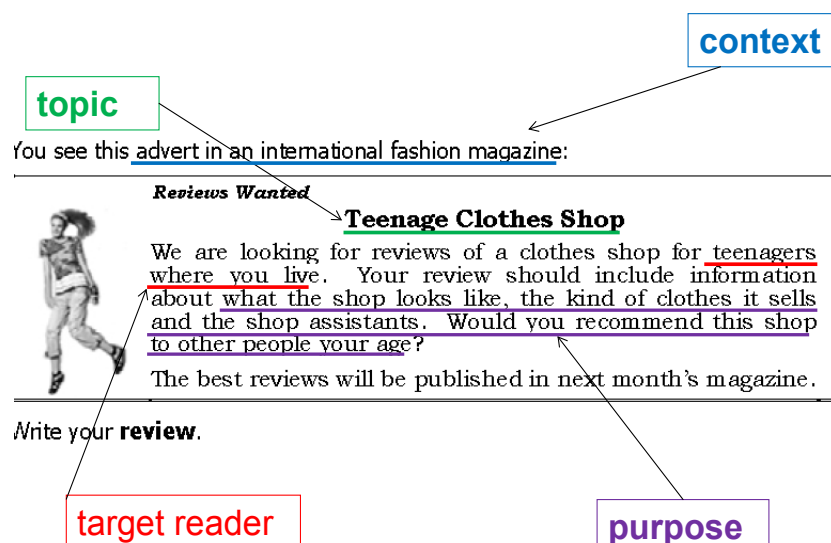 context
topic
You see this advert in an international fashion magazine:
Reviews Wanted
Teenage Clothes Shop
We are looking for reviews of a clothes shop for teenagers
where you live. Your review should include information
about what the shop looks like, the kind of clothes it sells
and the shop assistants. Would you recommend this shop
to other people your age?
The best reviews will be published in next month's magazine.
Write your review.
target reader
purpose